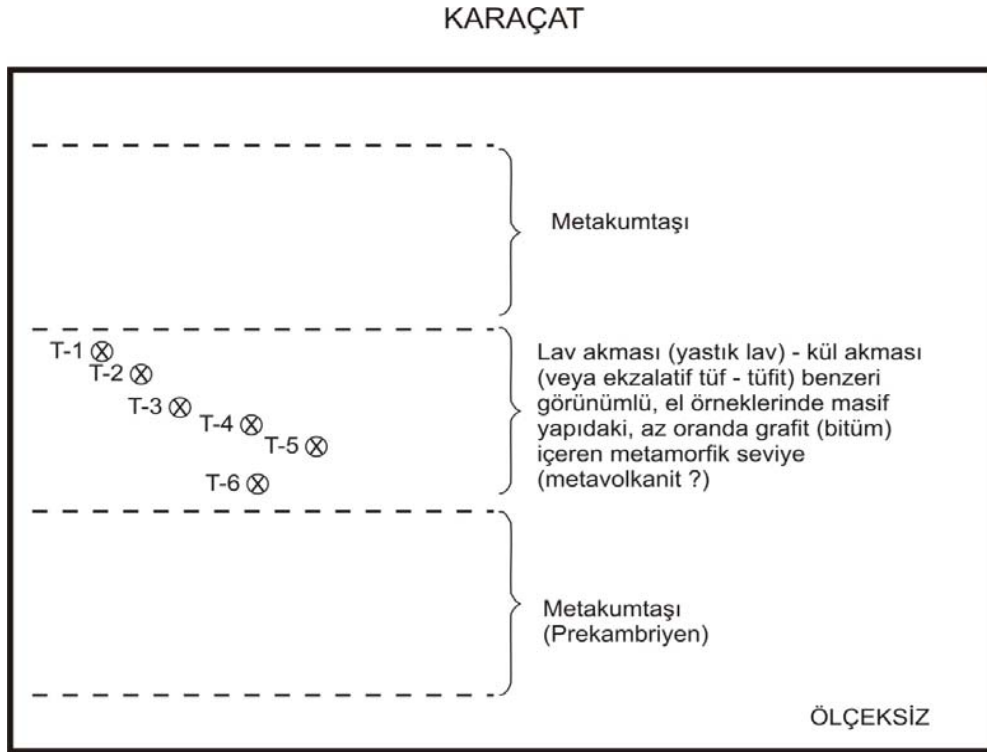 KARAÇAT
Metakumtaşı
T-1
T-2
T-3
T-4
T-5
T-6
Lav akması (yastık lav) - kül akması
(veya ekzalatif tüf - tüfit) benzeri
görünümlü, el örneklerinde masif
yapıdaki, az oranda grafit (bitüm)
içeren metamorfik seviye
(metavolkanit ?)
Metakumtaşı
(Prekambriyen)
ÖLÇEKSİZ